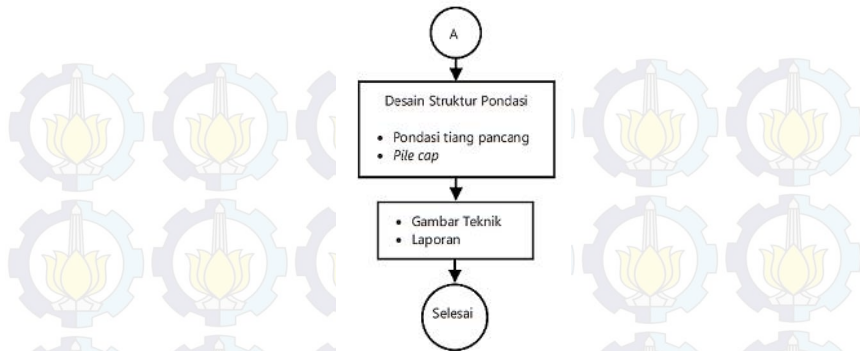 A
Desain Struktur Pondasi
• Pondasi tiang pancang
• Pile cap
• Gambar Teknik
• Laporan
Selesai